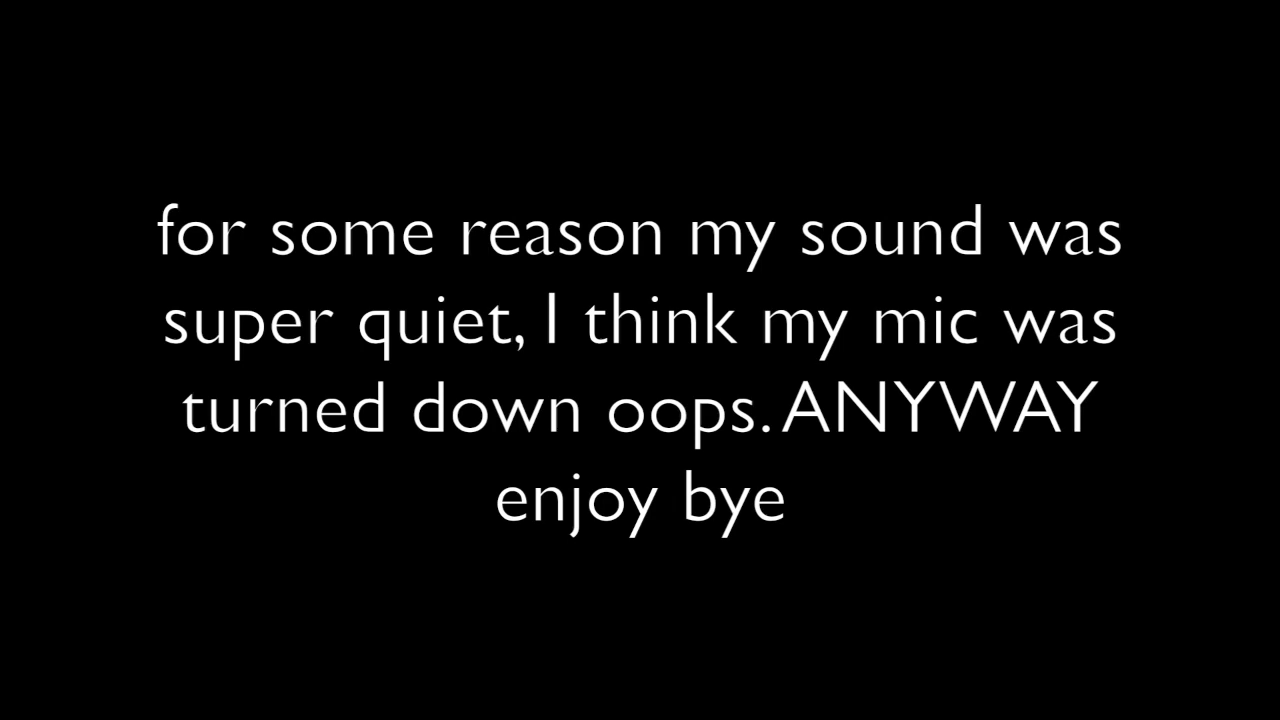 for some reason my sound was
super quiet, I think my mic was
turned down oops. ANYWAY
enjoy bye